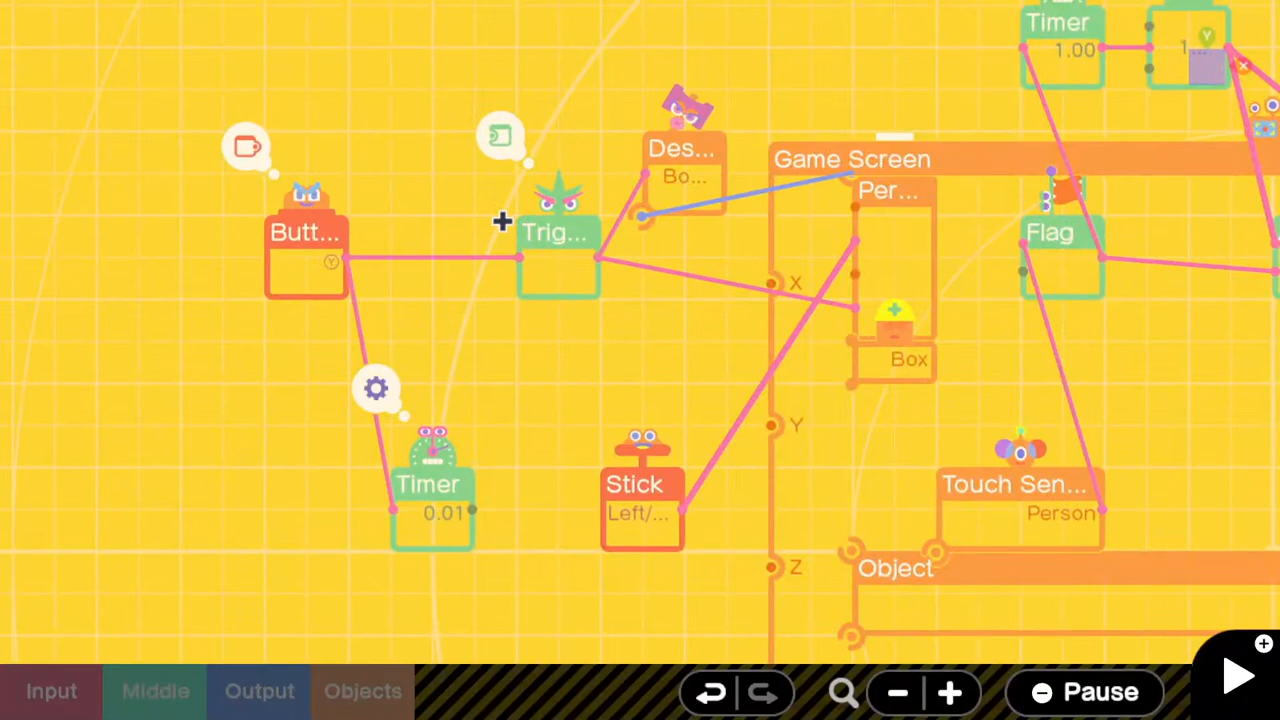 Timer
1.00
1
Y
X
Des...
Bo...
Game Screen
Per...
Butt...
Y
Trig...
Flag
X
Box
Y
Timer
0.01
Stick
Left/...
Touch Sen...
Person
Z
Object
Input
Middle
Output
Objects
Pause